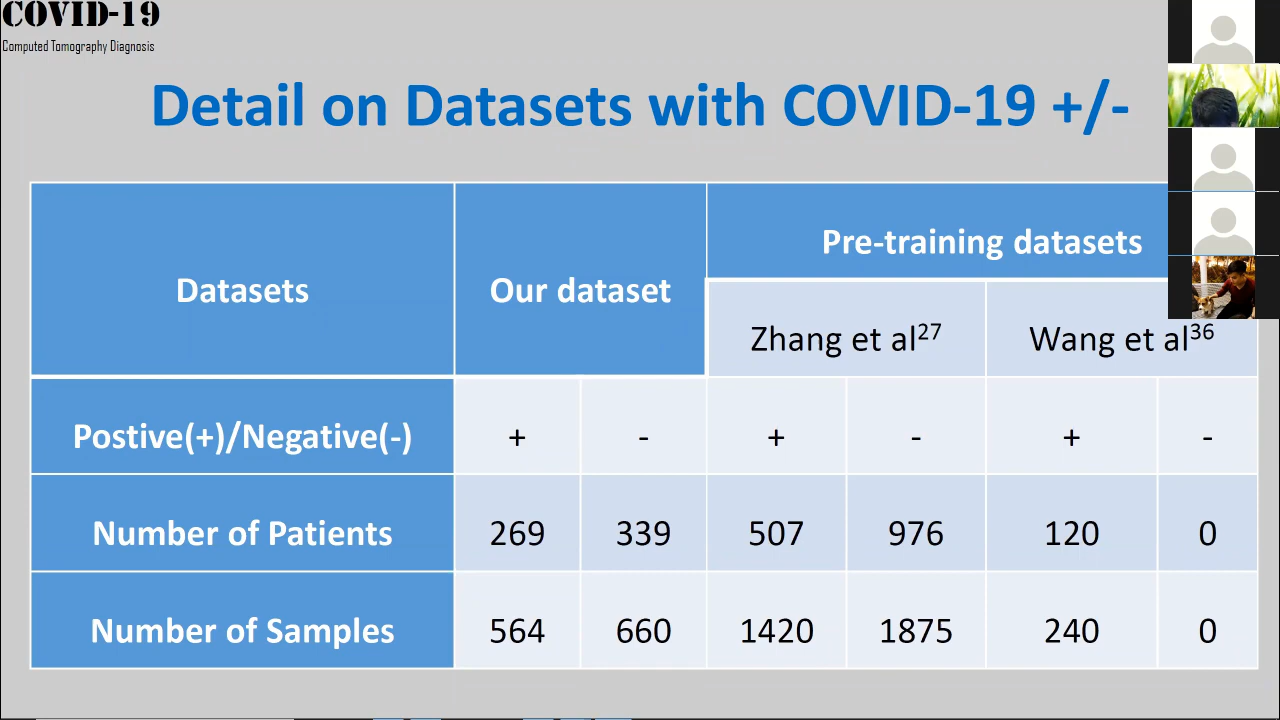 COVID-19
Computed Tomography Diagnosis
Detail on Datasets with COVID-19 +/-
Datasets
Our dataset
Pre-training datasets
Zhang et al27
Wang et al36
Postive(+)/Negative(-)
+
-
+
-
+
-
Number of Patients
269
339
507
976
120
0
Number of Samples
564
660
1420
1875
240
0